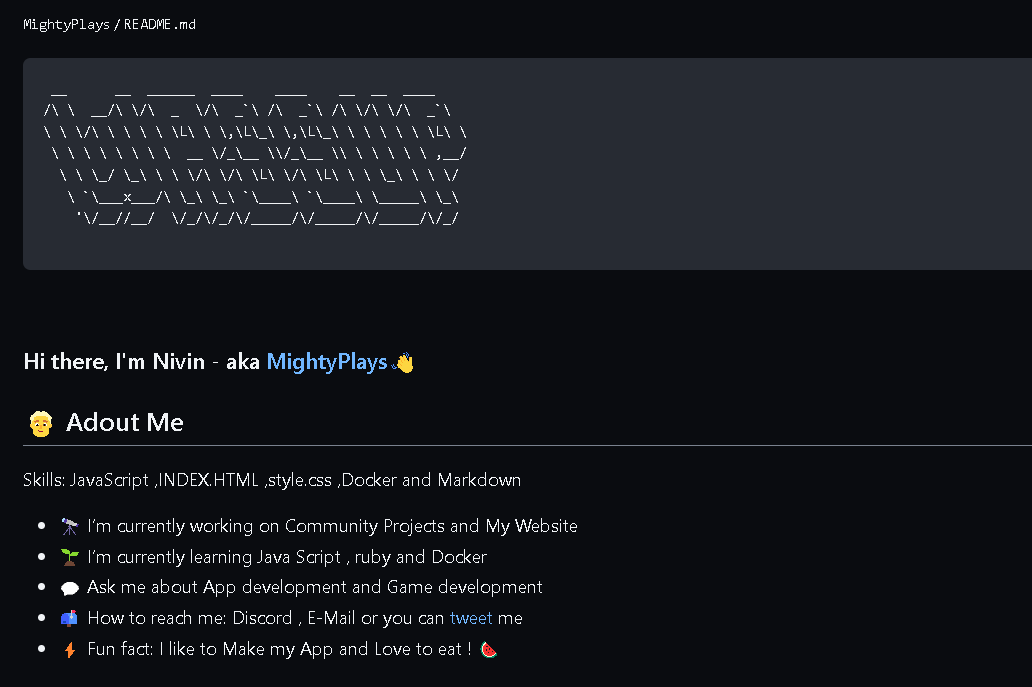 MightyPlays / README.md
 __      __  ______  ____    ____    __  __  ____
/\ \  __/\ \/\  _  \/\  _`\ /\  _`\ /\ \/\ \/\  _`\
\ \ \/\ \ \ \ \ \L\ \ \,\L\_\ \,\L\_\ \ \ \ \ \ \L\ \
 \ \ \ \ \ \ \ \  __ \/_\__ \\/_\__ \\ \ \ \ \ \ ,__/
  \ \ \_/ \_\ \ \ \/\ \/\ \L\ \/\ \L\ \ \ \_\ \ \ \/
   \ `\___x___/\ \_\ \_\ `\____\ `\____\ \_____\ \_\
    '\/__//__/  \/_/\/_/\/_____/\/_____/\/_____/\/_/
Hi there, I'm Nivin - aka MightyPlays 👋
👱 Adout Me
Skills: JavaScript ,INDEX.HTML ,style.css ,Docker and Markdown
• 🔭 I’m currently working on Community Projects and My Website
• 🌱 I’m currently learning Java Script , ruby and Docker
• 💬 Ask me about App development and Game development
• 📫 How to reach me: Discord , E-Mail or you can tweet me
• ⚡ Fun fact: I like to Make my App and Love to eat ! 🍉